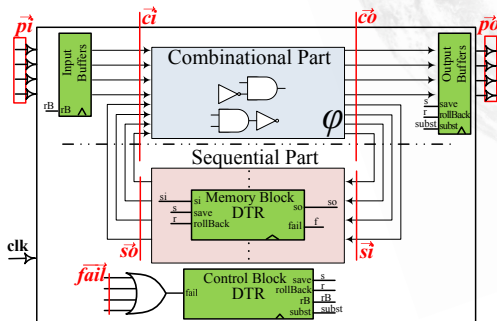 pi
ci
co
po
Input Buffers
rB
rB
Combinational Part
φ
Output Buffers
s
save
r
rollBack
subst
subst
Sequential Part
si
si
s
save
r
rollBack
Memory Block
DTR
so
so
fail
f
so
si
clk
fail
fail
Control Block
DTR
save
s
rollBack
r
rB
rB
subst
subst